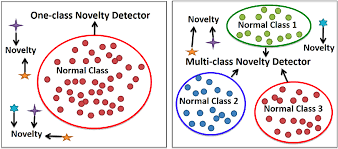 One-class Novelty Detector
Novelty
Normal Class
Novelty
Normal Class 1
Novelty
Novelty
Multi-class Novelty Detector
Normal Class 2
Normal Class 3